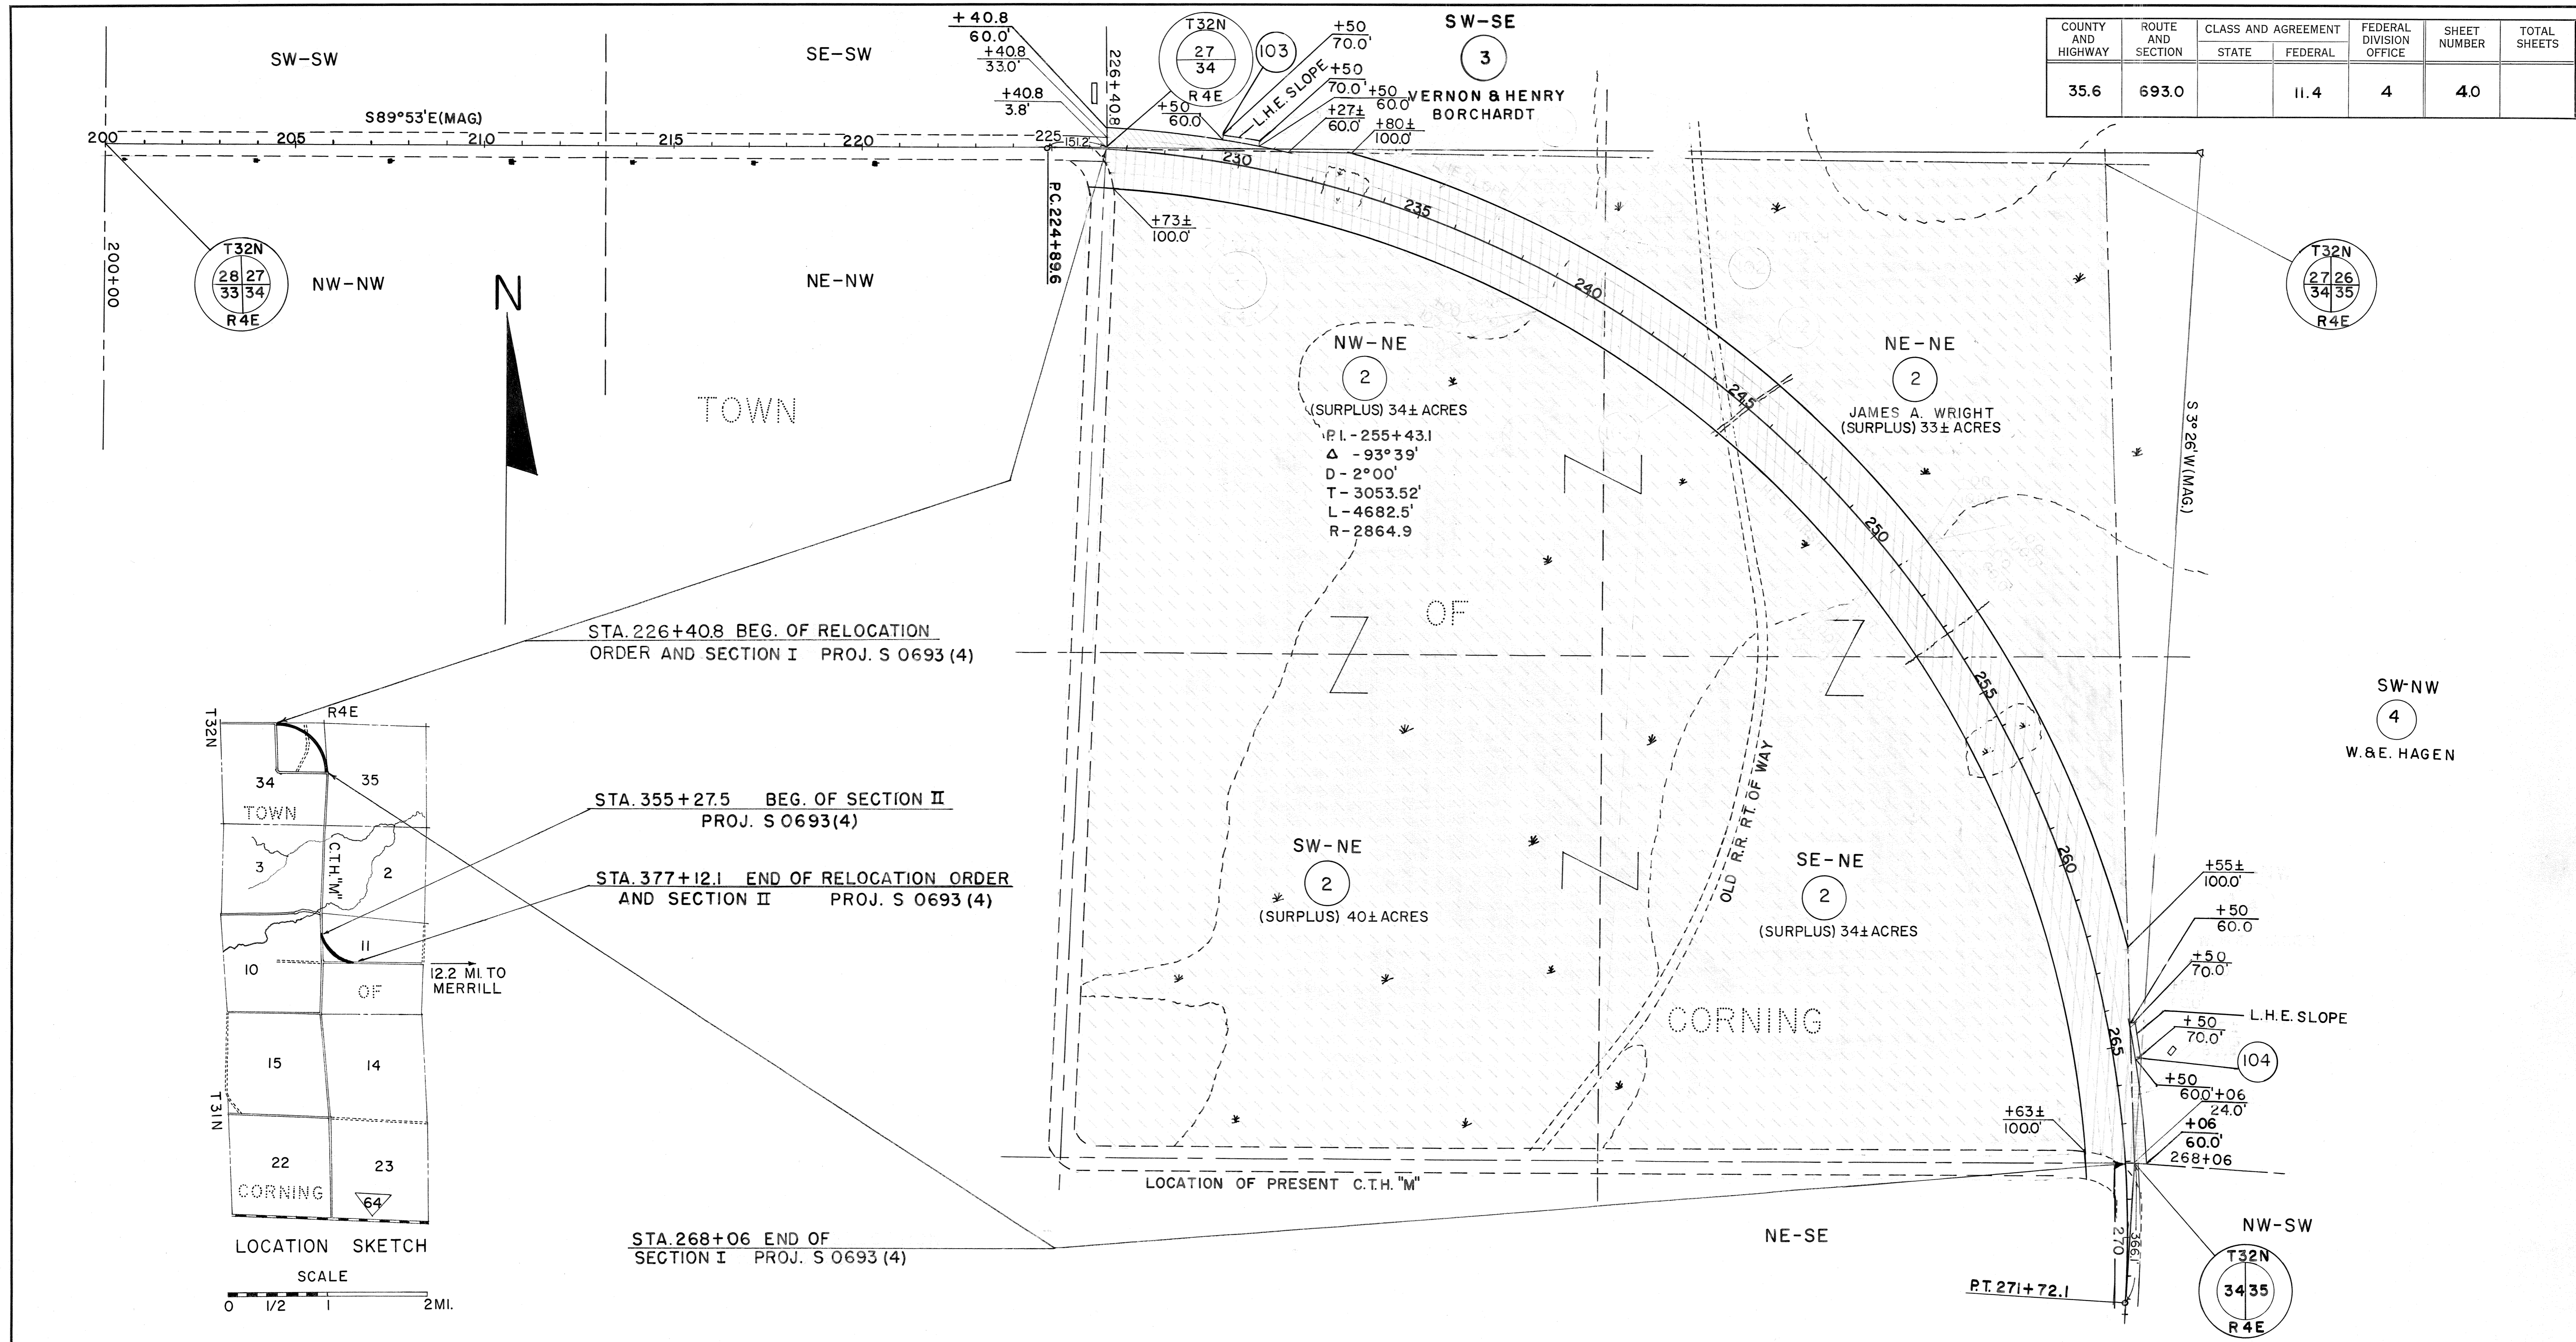 COUNTY AND HIGHWAY
ROUTE AND SECTION
CLASS AND AGREEMENT
STATE
FEDERAL
FEDERAL DIVISION OFFICE
SHEET NUMBER
TOTAL SHEETS
35.6
693.0
11.4
4
4.0
SW-SW
SE-SW
+40.8
60.0'
+40.8
33.0'
+40.8
3.8'
226+40.8
T32N
27
34
R4E
103
+50
70.0'
L.H.E. SLOPE
+50
70.0'
+50
60.0'
+50
60.0'
+27±
60.0'
+80±
100.0'
SW-SE
3
VERNON & HENRY
BORCHARDT
S89°53'E(MAG.)
200
205
210
215
220
225
151.2'
230
235
240
245
250
255
260
265
270
366.1'
P.C. 224+89.6
+73±
100.0'
200+00
T32N
28 27
33 34
R4E
NW-NW
N
NE-NW
TOWN
NW-NE
2
(SURPLUS) 34± ACRES
P.I. -255+43.1
Δ -93°39'
D - 2°00'
T - 3053.52'
L - 4682.5'
R - 2864.9
NE-NE
2
JAMES A. WRIGHT
(SURPLUS) 33± ACRES
T32N
27 26
34 35
R4E
S 3° 26' W (MAG.)
OF
STA. 226+40.8 BEG. OF RELOCATION
ORDER AND SECTION I PROJ. S 0693 (4)
SW-NW
4
W. & E. HAGEN
T32N
R4E
34
35
TOWN
3
C.T.H. "M"
2
11
10
OF
12.2 MI. TO
MERRILL
15
14
T31N
22
23
CORNING
64
LOCATION SKETCH
SCALE
0 1/2 1 2 MI.
STA. 355+27.5 BEG. OF SECTION II
PROJ. S 0693(4)
STA. 377+12.1 END OF RELOCATION ORDER
AND SECTION II PROJ. S 0693 (4)
OLD R.R. RT. OF WAY
SW-NE
2
(SURPLUS) 40± ACRES
SE-NE
2
(SURPLUS) 34± ACRES
CORNING
+55±
100.0'
+50
60.0
+50
70.0'
L.H.E. SLOPE
+50
70.0'
104
+50
60.0'
+06
24.0'
+06
60.0'
268+06
+63±
100.0'
LOCATION OF PRESENT C.T.H. "M"
STA. 268+06 END OF
SECTION I PROJ. S 0693 (4)
NE-SE
NW-SW
P.T. 271+72.1
T32N
34 35
R4E